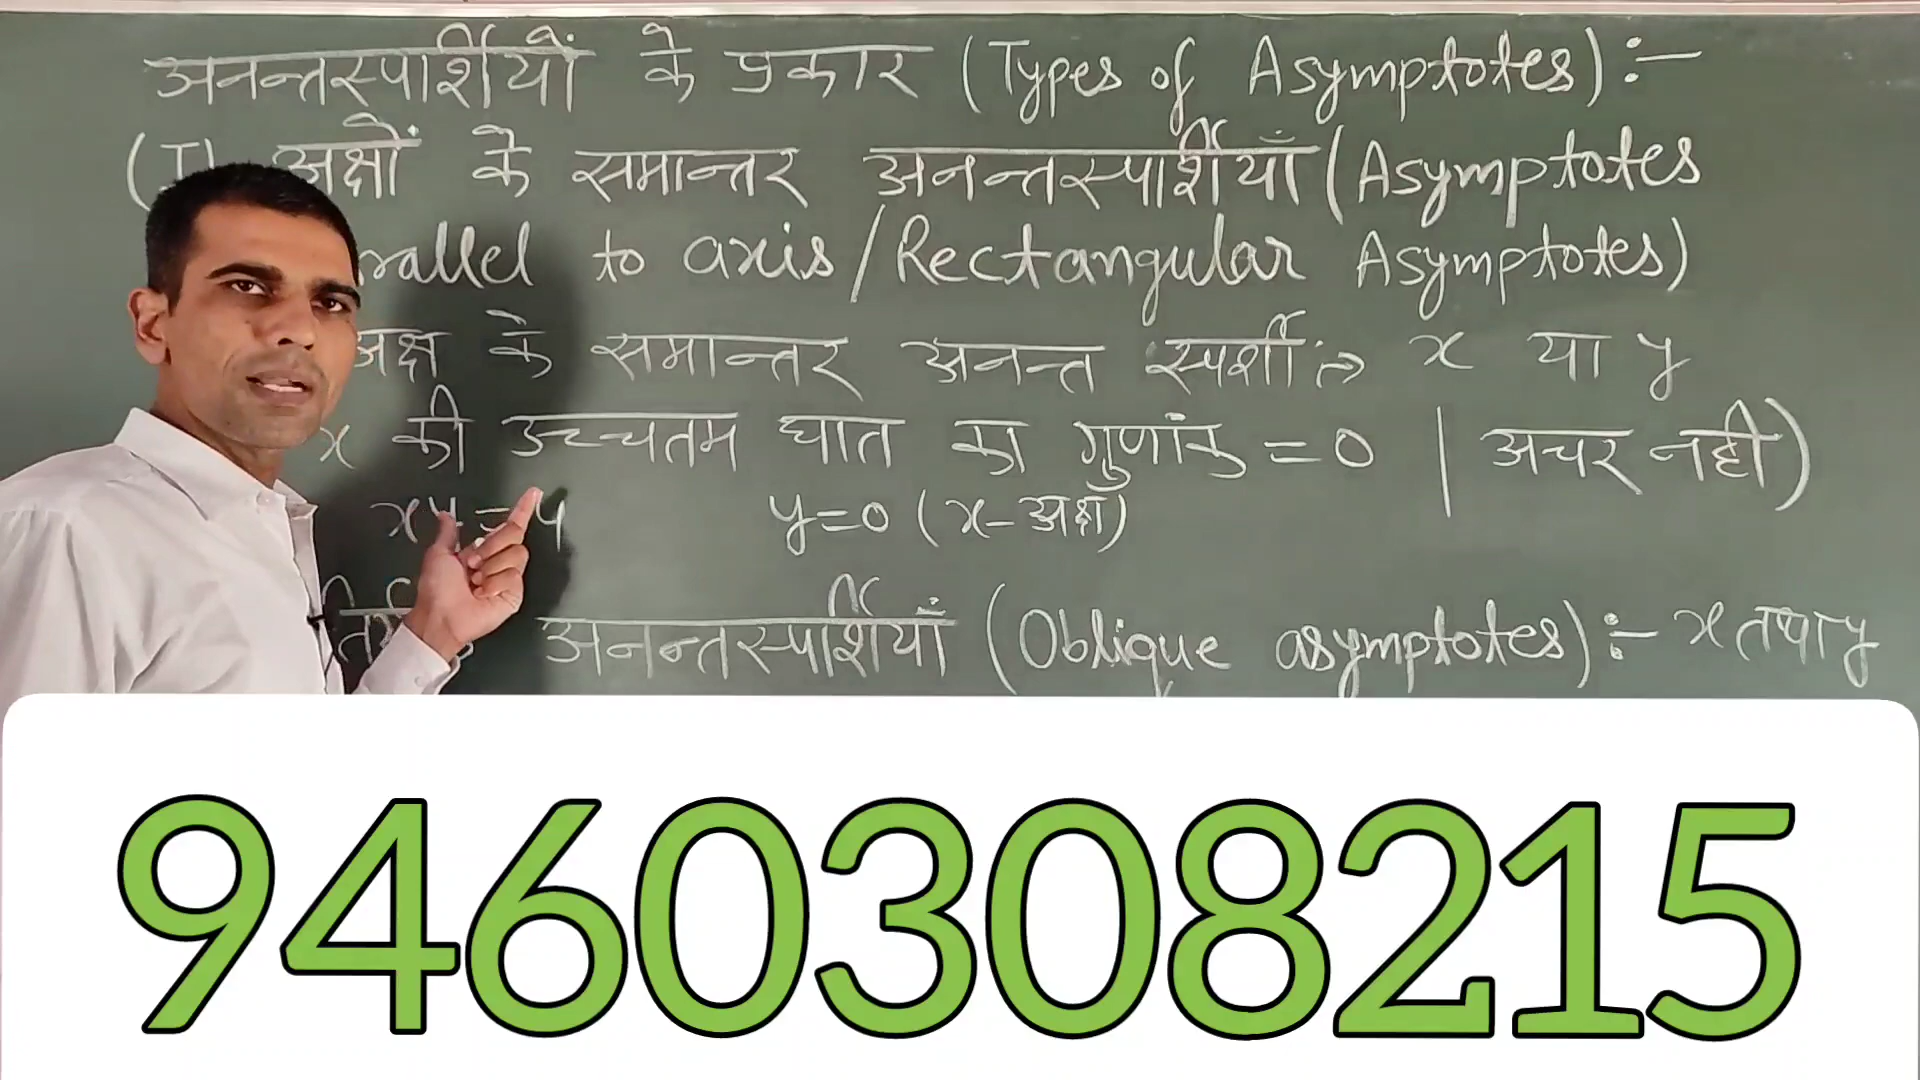 अनन्तस्पर्शियों के प्रकार (Types of Asymptotes):-
(I) अक्षों के समान्तर अनन्तस्पर्शियाँ (Asymptotes
rallel to axis/Rectangular Asymptotes)
अक्ष के समान्तर अनन्त स्पर्शी :→ x या y
x की उच्चतम घात का गुणांक = 0 | अचर नही)
y=0 (x-अक्ष)
अनन्तस्पर्शियाँ (Oblique asymptotes):- x तथा y
9460308215